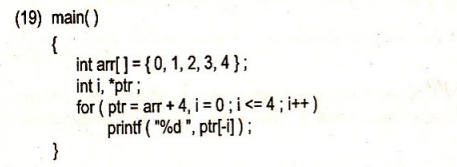 (19) main( )
{
int arr[ ] = { 0, 1, 2, 3, 4 } ;
int i, *ptr ;
for ( ptr = arr + 4, i = 0 ; i <= 4 ; i++ )
printf ( "%d ", ptr[-i] ) ;
}